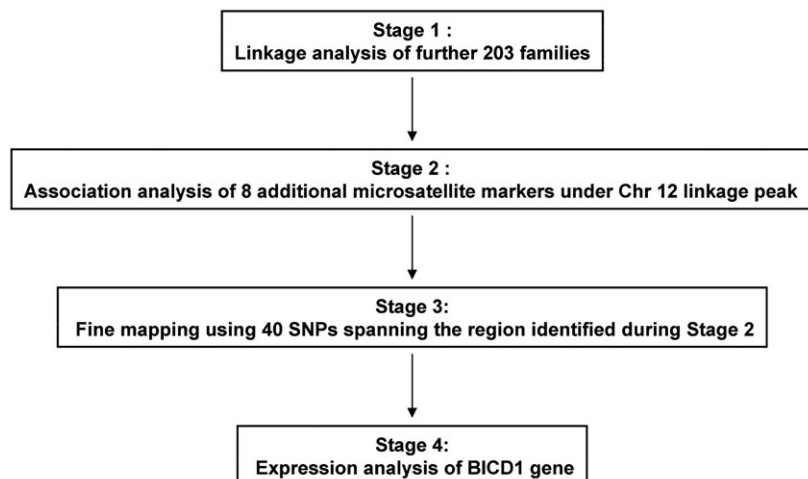 Stage 1 :
Linkage analysis of further 203 families
Stage 2 :
Association analysis of 8 additional microsatellite markers under Chr 12 linkage peak
Stage 3:
Fine mapping using 40 SNPs spanning the region identified during Stage 2
Stage 4:
Expression analysis of BICD1 gene